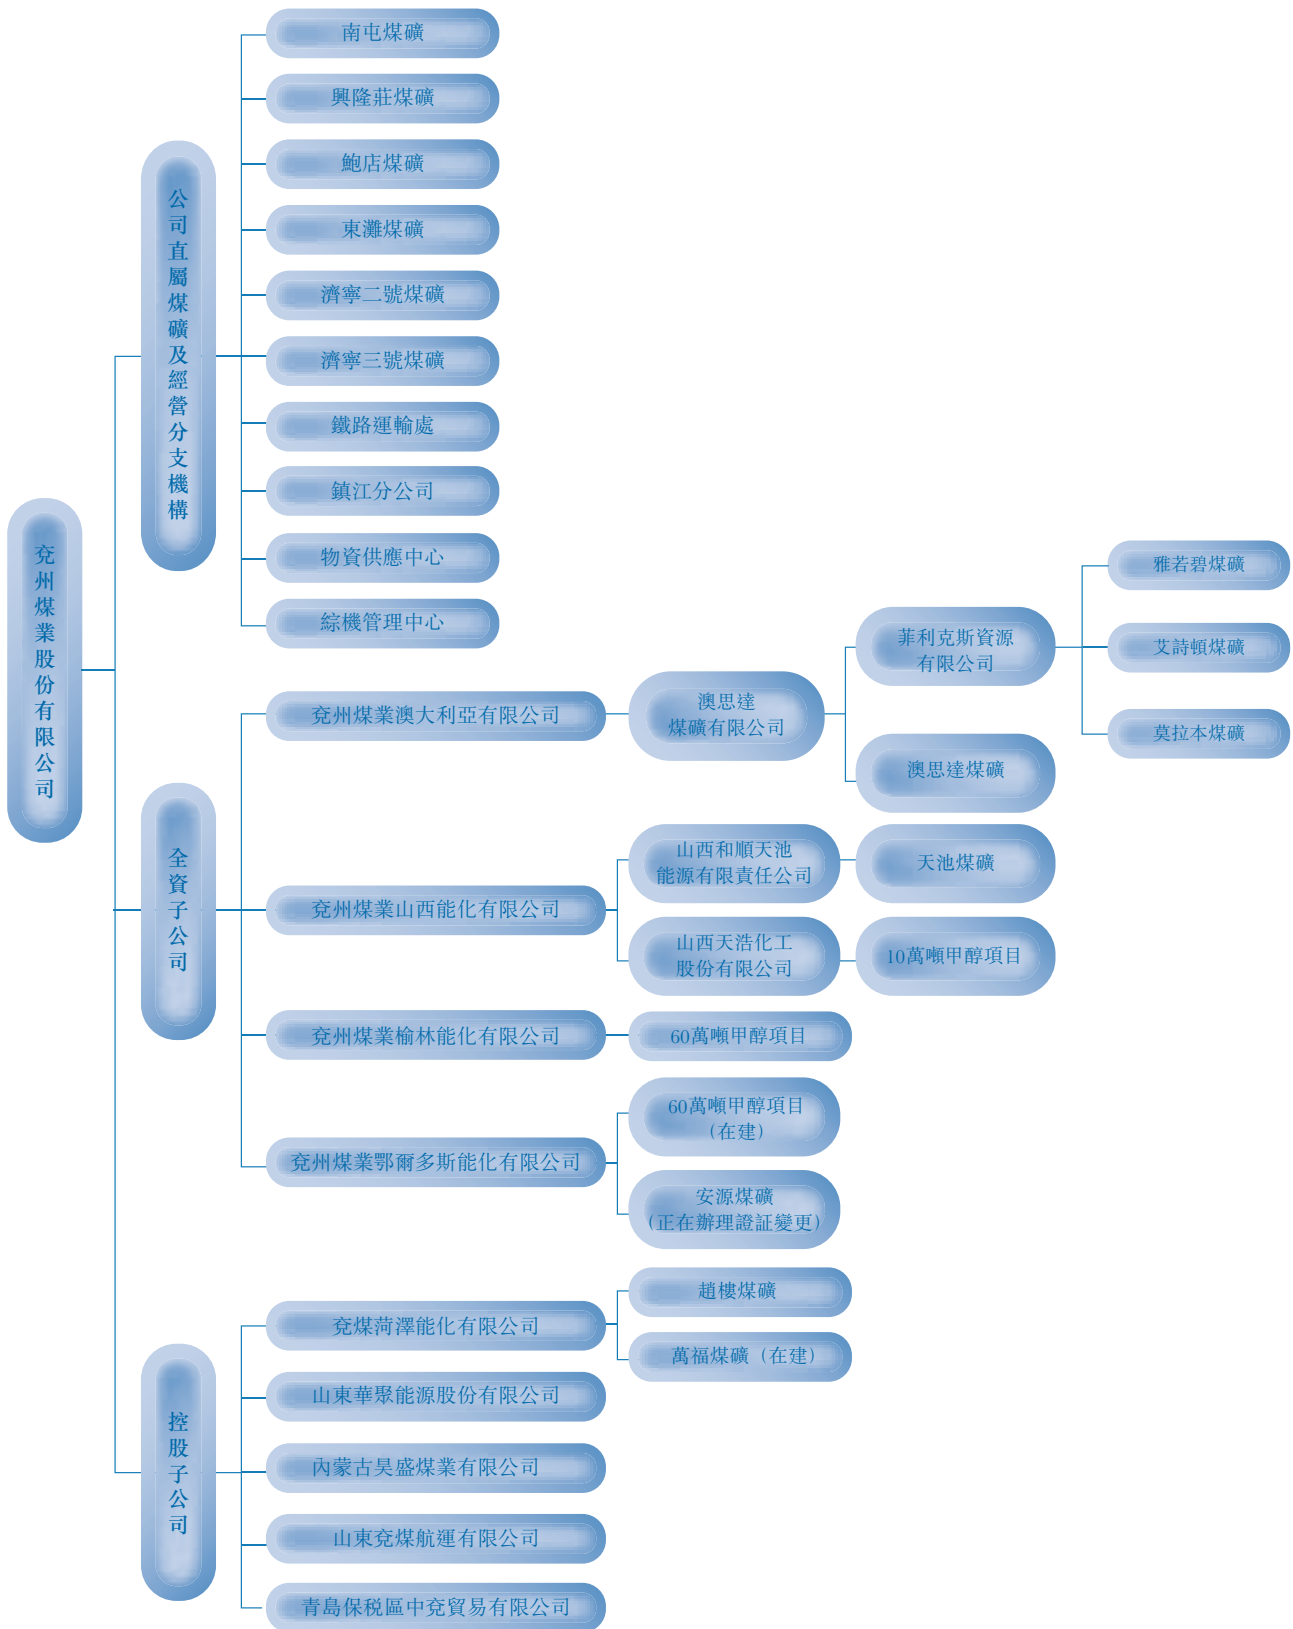 兗州煤業股份有限公司
公司直屬煤礦及經營分支機構
南屯煤礦
興隆莊煤礦
鮑店煤礦
東灘煤礦
濟寧二號煤礦
濟寧三號煤礦
鐵路運輸處
鎮江分公司
物資供應中心
綜機管理中心
全資子公司
兗州煤業澳大利亞有限公司
澳思達
煤礦有限公司
菲利克斯資源
有限公司
雅若碧煤礦
艾詩頓煤礦
莫拉本煤礦
澳思達煤礦
兗州煤業山西能化有限公司
山西和順天池
能源有限責任公司
天池煤礦
山西天浩化工
股份有限公司
10萬噸甲醇項目
兗州煤業榆林能化有限公司
60萬噸甲醇項目
兗州煤業鄂爾多斯能化有限公司
60萬噸甲醇項目
（在建）
安源煤礦
（正在辦理證証變更）
控股子公司
兗煤菏澤能化有限公司
趙樓煤礦
萬福煤礦（在建）
山東華聚能源股份有限公司
內蒙古昊盛煤業有限公司
山東兗煤航運有限公司
青島保税區中兗貿易有限公司